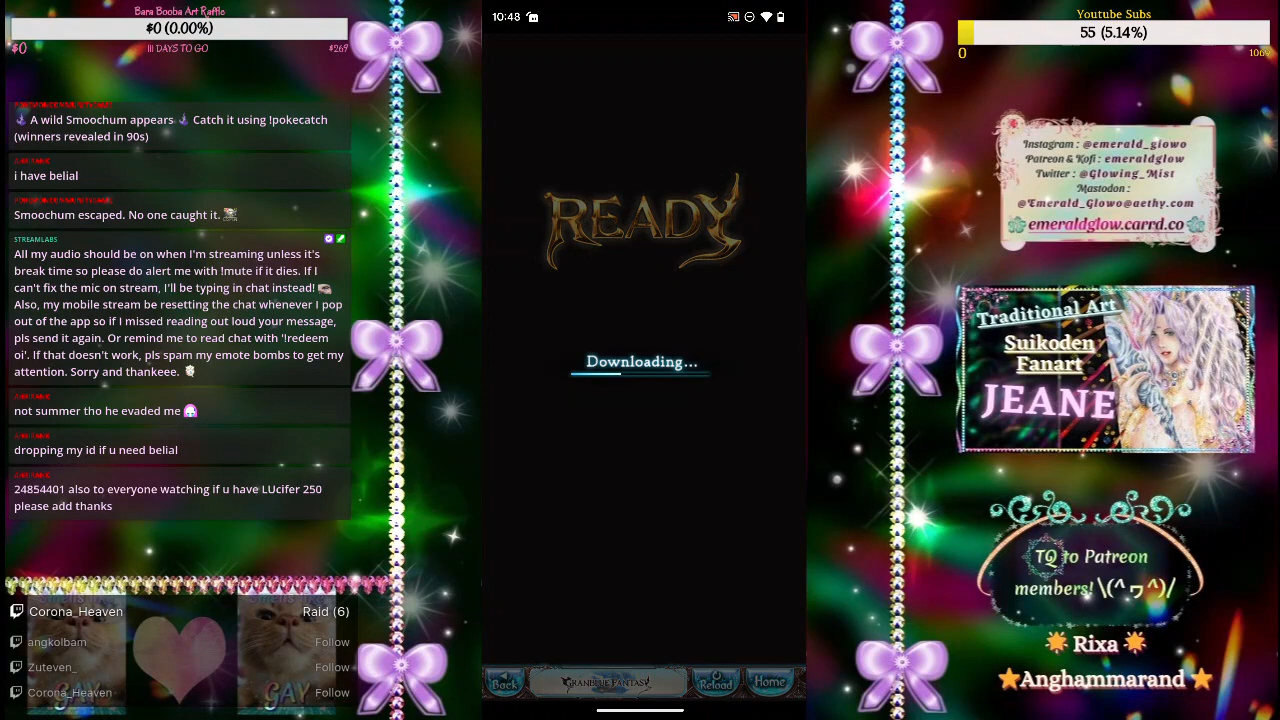 Bara Booba Art Raffle
$0 (0.00%)
$0
111 DAYS TO GO
$269
A wild Smoochum appears Catch it using !pokecatch
(winners revealed in 90s)
i have belial
Smoochum escaped. No one caught it.
STREAMLABS
All my audio should be on when I'm streaming unless it's
break time so please do alert me with !mute if it dies. If I
can't fix the mic on stream, I'll be typing in chat instead!
Also, my mobile stream be resetting the chat whenever I pop
out of the app so if I missed reading out loud your message,
pls send it again. Or remind me to read chat with '!redeem
oi'. If that doesn't work, pls spam my emote bombs to get my
attention. Sorry and thankeee.
not summer tho he evaded me
dropping my id if u need belial
24854401 also to everyone watching if u have LUcifer 250
please add thanks
Corona_Heaven
Raid (6)
angkolbam
Follow
Zuteven_
Follow
Corona_Heaven
Follow
GAY
GAY
10:48
READY
Downloading...
Back
GRANBLUE FANTASY
Reload
Home
Youtube Subs
55 (5.14%)
0
1069
Instagram : @emerald_glowo
Patreon & Kofi : emeraldglow
Twitter : @Glowing_Mist
Mastodon :
@Emerald_Glowo@aethy.com
emeraldglow.carrd.co
Traditional Art
Suikoden
Fanart
JEANE
TQ to Patreon
members! \(^ヮ^)/
Rixa
Anghammarand